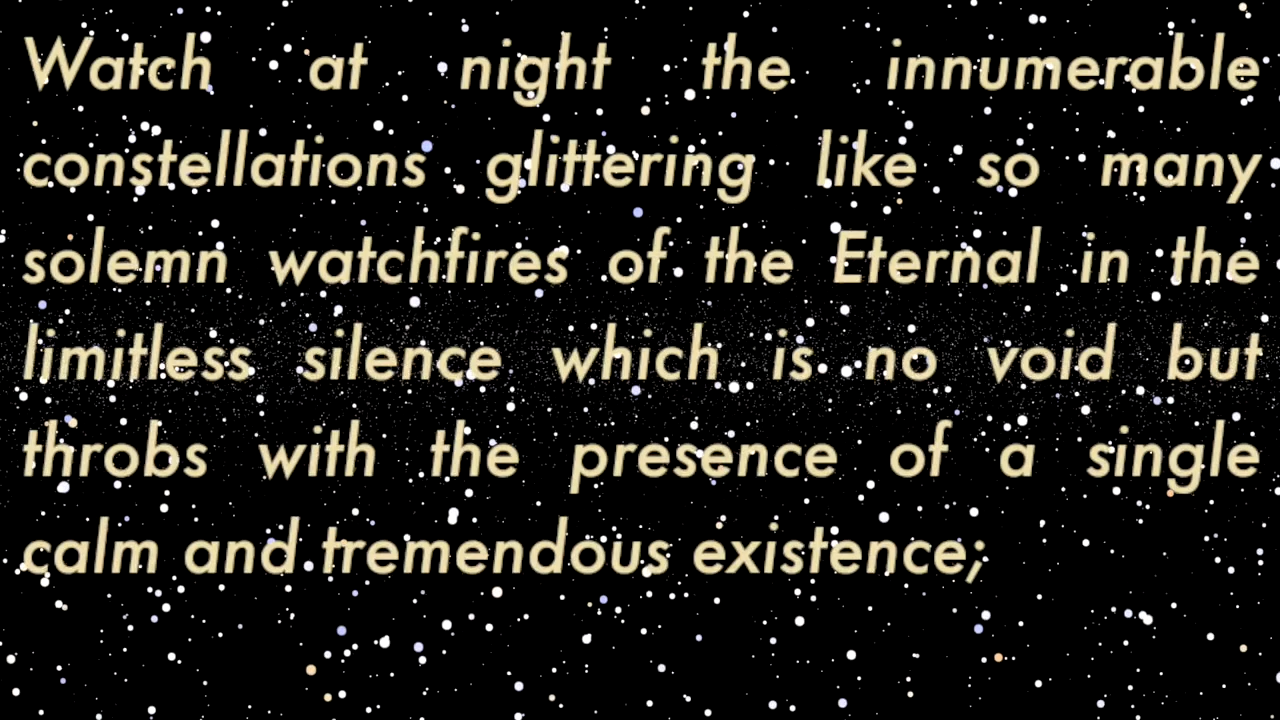 Watch at night the innumerable
constellations glittering like so many
solemn watchfires of the Eternal in the
limitless silence which is no void but
throbs with the presence of a single
calm and tremendous existence;